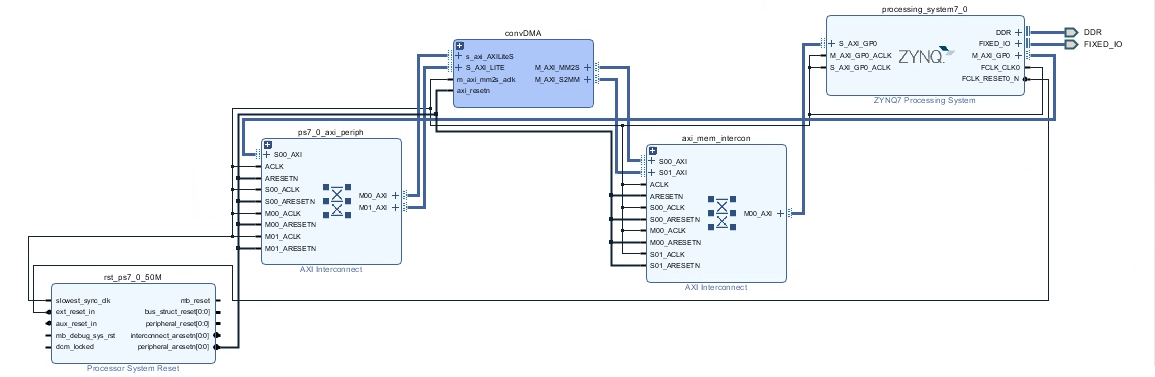 processing_system7_0
S_AXI_GP0
M_AXI_GP0_ACLK
S_AXI_GP0_ACLK
ZYNQ
DDR
FIXED_IO
M_AXI_GP0
FCLK_CLK0
FCLK_RESET0_N
ZYNQ7 Processing System
DDR
FIXED_IO
convDMA
s_axi_AXILiteS
S_AXI_LITE
m_axi_mm2s_aclk
axi_resetn
M_AXI_MM2S
M_AXI_S2MM
ps7_0_axi_periph
S00_AXI
ACLK
ARESETN
S00_ACLK
S00_ARESETN
M00_ACLK
M00_ARESETN
M01_ACLK
M01_ARESETN
M00_AXI
M01_AXI
AXI Interconnect
axi_mem_intercon
S00_AXI
S01_AXI
ACLK
ARESETN
S00_ACLK
S00_ARESETN
M00_ACLK
M00_ARESETN
S01_ACLK
S01_ARESETN
M00_AXI
AXI Interconnect
rst_ps7_0_50M
slowest_sync_clk
ext_reset_in
aux_reset_in
mb_debug_sys_rst
dcm_locked
mb_reset
bus_struct_reset[0:0]
peripheral_reset[0:0]
interconnect_aresetn[0:0]
peripheral_aresetn[0:0]
Processor System Reset